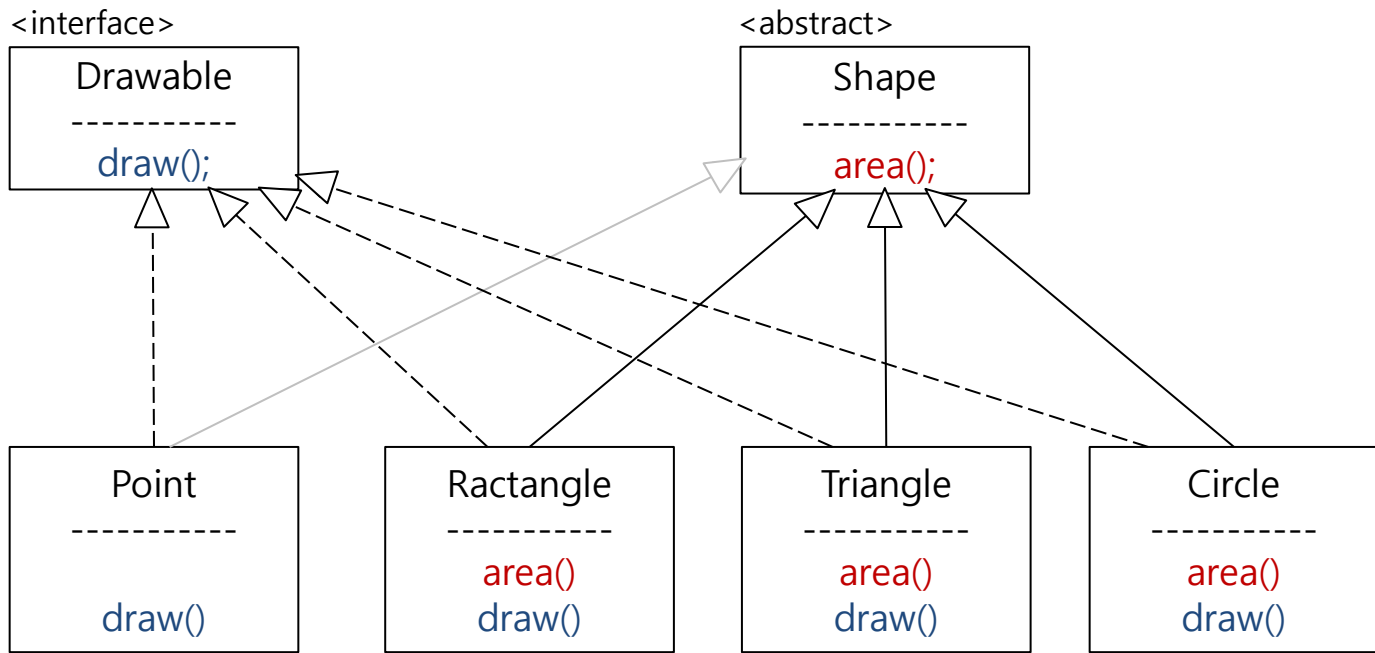 <interface>
Drawable
-----------
draw();
<abstract>
Shape
-----------
area();
Point
-----------
draw()
Ractangle
-----------
area()
draw()
Triangle
-----------
area()
draw()
Circle
-----------
area()
draw()